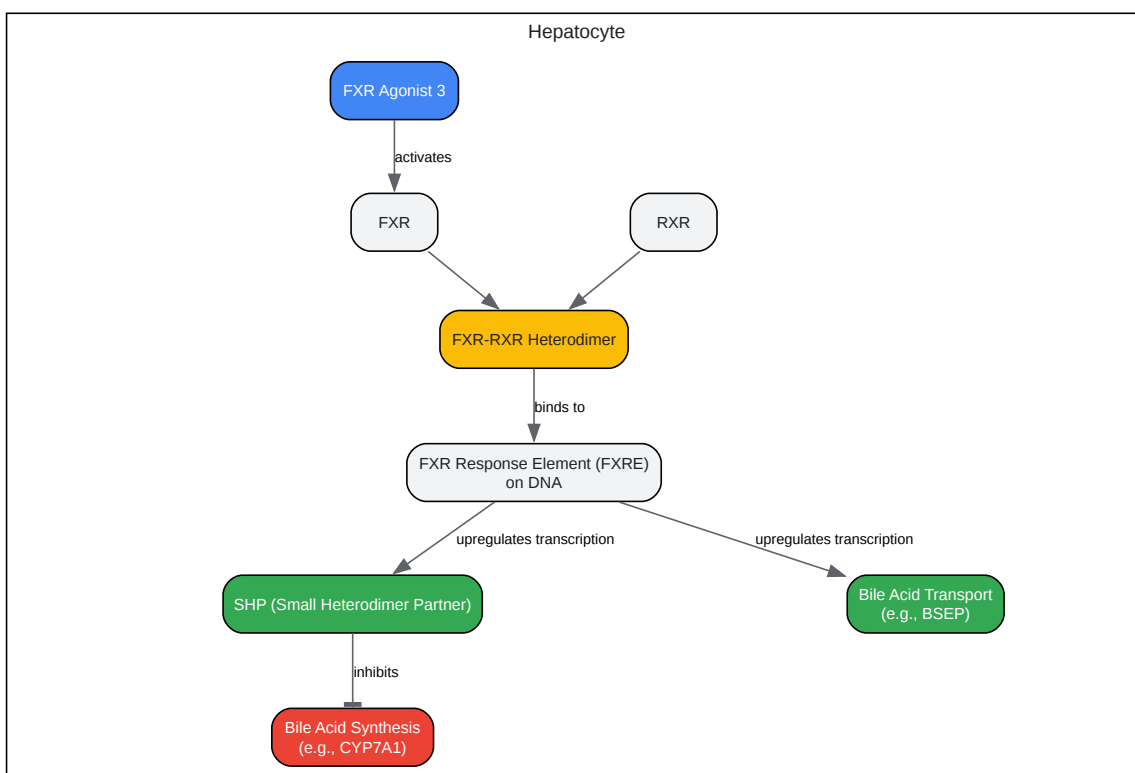 Hepatocyte
FXR Agonist 3
activates
FXR
RXR
FXR-RXR Heterodimer
binds to
FXR Response Element (FXRE)
on DNA
upregulates transcription
upregulates transcription
SHP (Small Heterodimer Partner)
Bile Acid Transport
(e.g., BSEP)
inhibits
Bile Acid Synthesis
(e.g., CYP7A1)